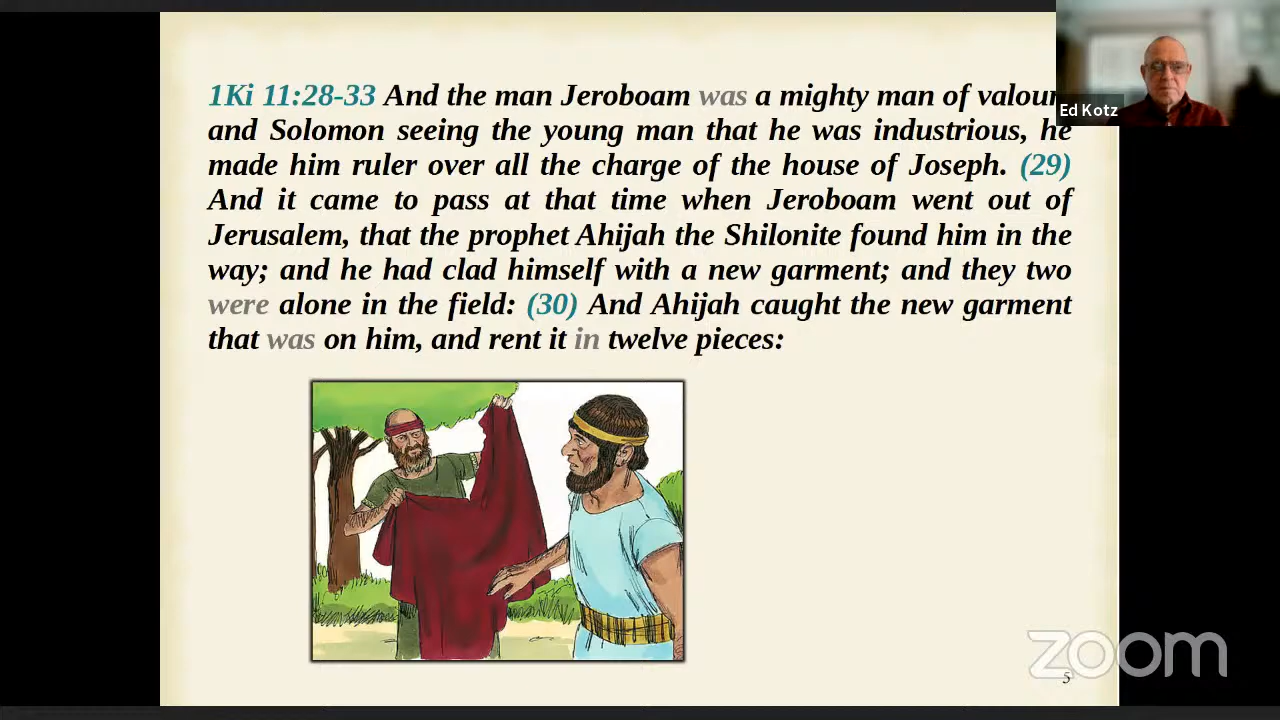 1Ki 11:28-33 And the man Jeroboam was a mighty man of valour
and Solomon seeing the young man that he was industrious, he
made him ruler over all the charge of the house of Joseph. (29)
And it came to pass at that time when Jeroboam went out of
Jerusalem, that the prophet Ahijah the Shilonite found him in the
way; and he had clad himself with a new garment; and they two
were alone in the field: (30) And Ahijah caught the new garment
that was on him, and rent it in twelve pieces:
Ed Kotz
zoom
5